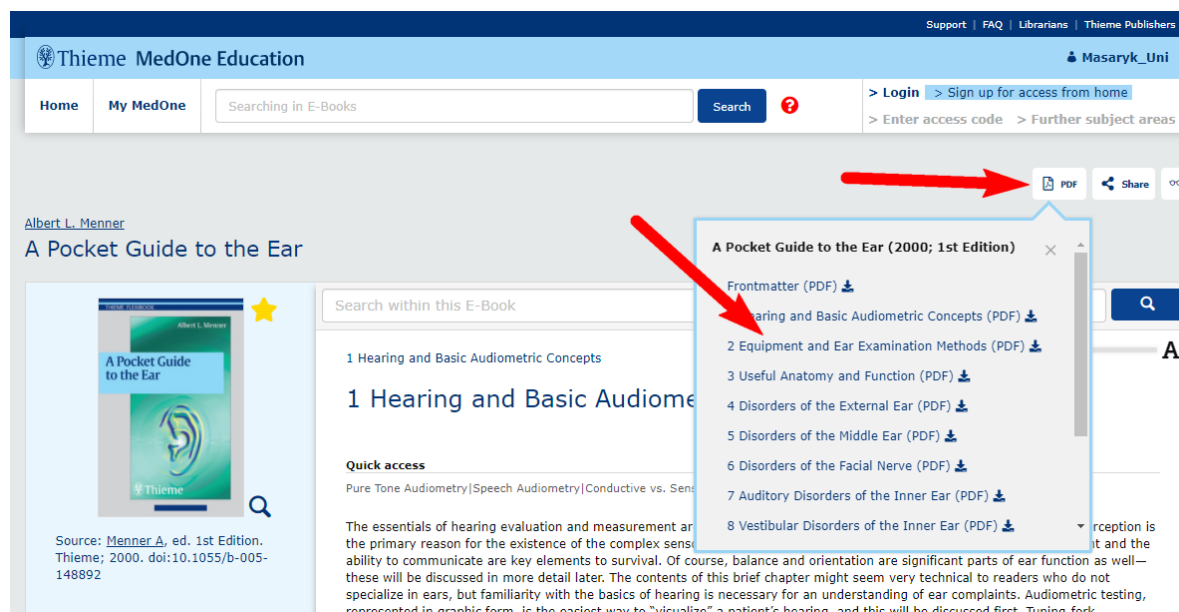 Support | FAQ | Librarians | Thieme Publishers
Thieme MedOne Education
Masaryk_Uni
Home
My MedOne
Searching in E-Books
Search
?
> Login > Sign up for access from home
> Enter access code > Further subject areas
PDF
Share
Albert L. Menner
A Pocket Guide to the Ear
A Pocket Guide to the Ear (2000; 1st Edition)
×
Frontmatter (PDF)
Hearing and Basic Audiometric Concepts (PDF)
2 Equipment and Ear Examination Methods (PDF)
3 Useful Anatomy and Function (PDF)
4 Disorders of the External Ear (PDF)
5 Disorders of the Middle Ear (PDF)
6 Disorders of the Facial Nerve (PDF)
7 Auditory Disorders of the Inner Ear (PDF)
8 Vestibular Disorders of the Inner Ear (PDF)
Albert L. Menner
A Pocket Guide
to the Ear
Thieme
Source: Menner A, ed. 1st Edition.
Thieme; 2000. doi:10.1055/b-005-
148892
Search within this E-Book
A
1 Hearing and Basic Audiometric Concepts
1 Hearing and Basic Audiome
Quick access
Pure Tone Audiometry|Speech Audiometry|Conductive vs. Sens
The essentials of hearing evaluation and measurement ar rception is
the primary reason for the existence of the complex senso nt and the
ability to communicate are key elements to survival. Of course, balance and orientation are significant parts of ear function as well—
these will be discussed in more detail later. The contents of this brief chapter might seem very technical to readers who do not
specialize in ears, but familiarity with the basics of hearing is necessary for an understanding of ear complaints. Audiometric testing,
represented in graphic form, is the easiest way to "visualize" a patient's hearing, and this will be discussed first. Tuning fork